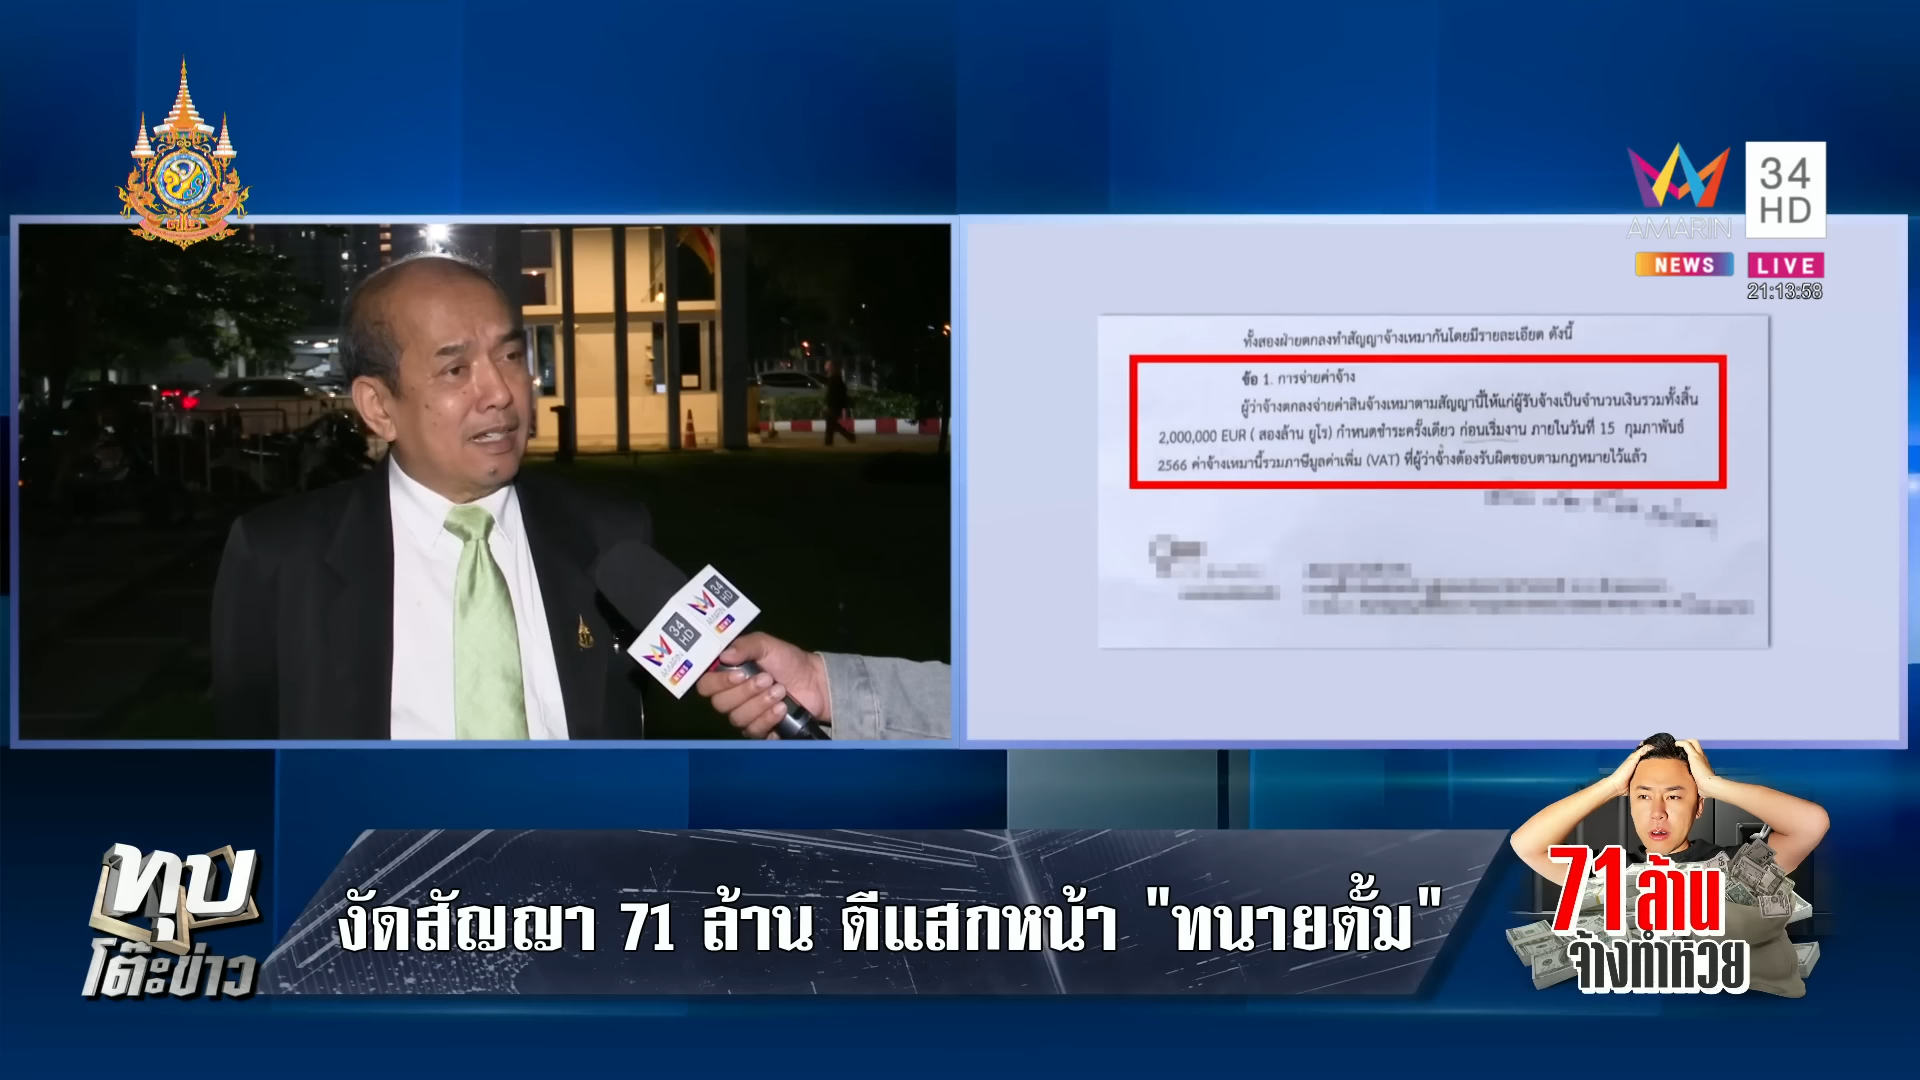 34
HD
AMARIN
NEWS LIVE
21:13:58
ทั้งสองฝ่ายตกลงทำสัญญาจ้างเหมากันโดยมีรายละเอียด ดังนี้
ข้อ 1. การจ่ายค่าจ้าง
ผู้ว่าจ้างตกลงจ่ายค่าสินจ้างเหมาตามสัญญานี้ให้แก่ผู้รับจ้างเป็นจำนวนเงินรวมทั้งสิ้น
2,000,000 EUR ( สองล้าน ยูโร) กำหนดชำระครั้งเดียว ก่อนเริ่มงาน ภายในวันที่ 15 กุมภาพันธ์
2566 ค่าจ้างเหมานี้รวมภาษีมูลค่าเพิ่ม (VAT) ที่ผู้ว่าจ้างต้องรับผิดชอบตามกฎหมายไว้แล้ว
34
HD
AMARIN
NEWS
34
HD
AMARIN
NEWS
ทุบ
โต๊ะข่าว
งัดสัญญา 71 ล้าน ตีแสกหน้า "ทนายตั้ม"
71 ล้าน
จ้างทำหวย